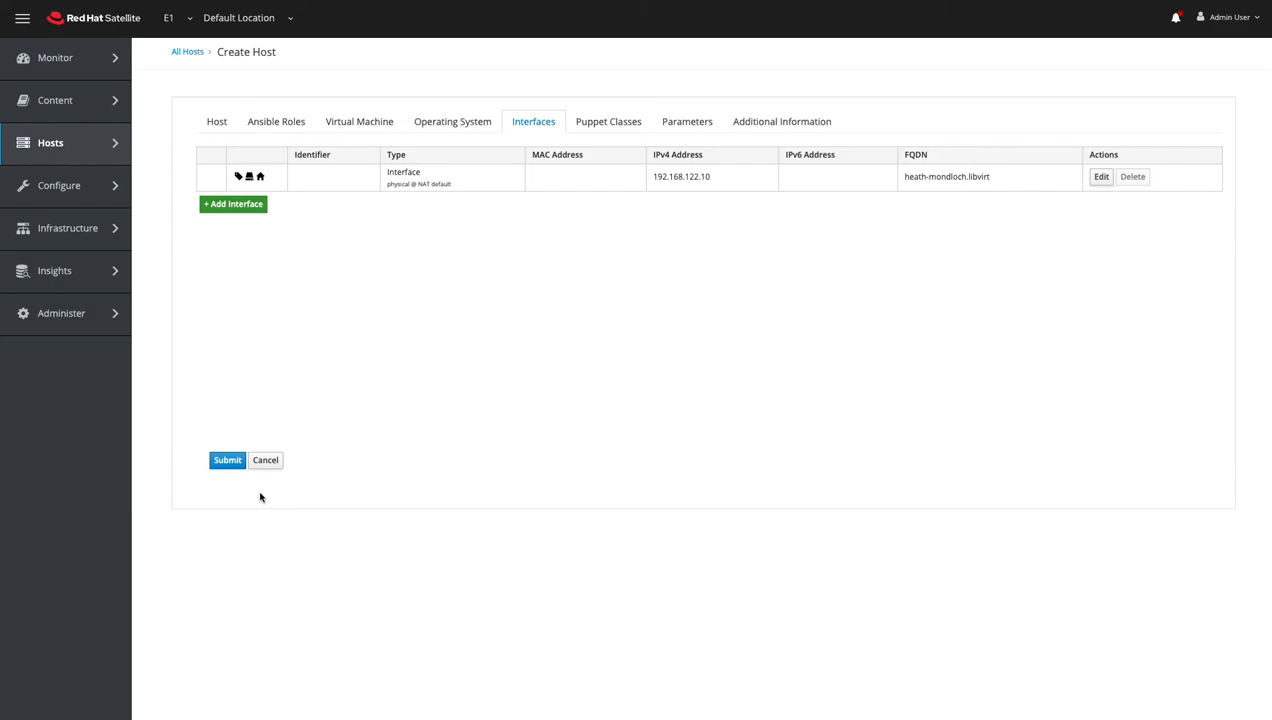 Red Hat Satellite E1 Default Location Admin User
All Hosts › Create Host
Monitor
Content
Hosts
Configure
Infrastructure
Insights
Administer
Host Ansible Roles Virtual Machine Operating System Interfaces Puppet Classes Parameters Additional Information
Identifier Type MAC Address IPv4 Address IPv6 Address FQDN Actions
Interface
physical @ NAT default
192.168.122.10 heath-mondloch.libvirt Edit Delete
+ Add Interface
Submit Cancel